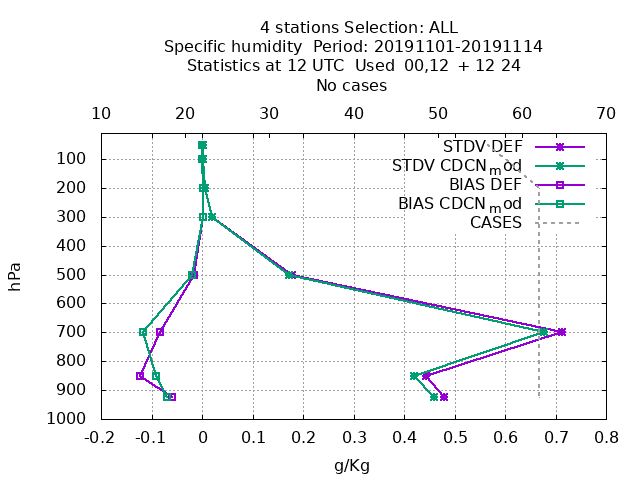 4 stations Selection: ALL
Specific humidity  Period: 20191101-20191114
Statistics at 12 UTC  Used  00,12  + 12 24
No cases
10 20 30 40 50 60 70
STDV DEF
STDV CDCNmod
BIAS DEF
BIAS CDCNmod
CASES
100
200
300
400
500
600
700
800
900
1000
hPa
-0.2 -0.1 0 0.1 0.2 0.3 0.4 0.5 0.6 0.7 0.8
g/Kg